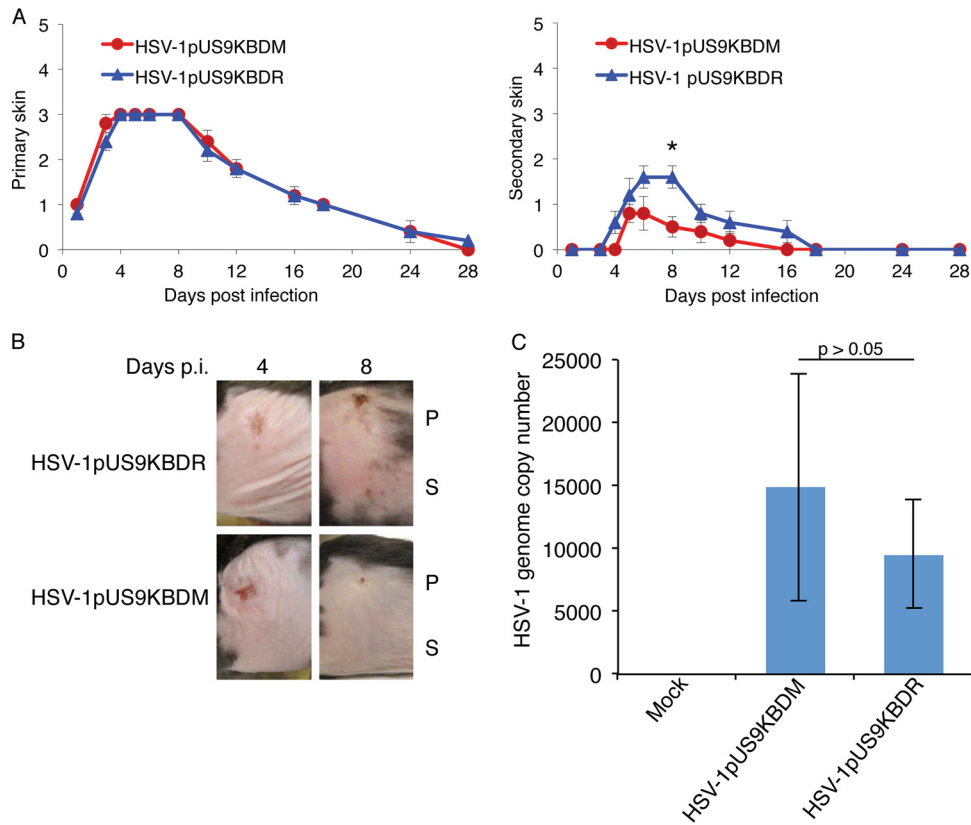 A
5
4
3
2
1
0
Primary skin
HSV-1pUS9KBDM
HSV-1pUS9KBDR
0 4 8 12 16 20 24 28
Days post infection
5
4
3
2
1
0
Secondary skin
HSV-1pUS9KBDM
HSV-1 pUS9KBDR
*
0 4 8 12 16 20 24 28
Days post infection
B
Days p.i. 4 8
HSV-1pUS9KBDR
P
S
HSV-1pUS9KBDM
P
S
C
p > 0.05
25000
20000
15000
10000
5000
0
HSV-1 genome copy number
Mock
HSV-1pUS9KBDM
HSV-1pUS9KBDR